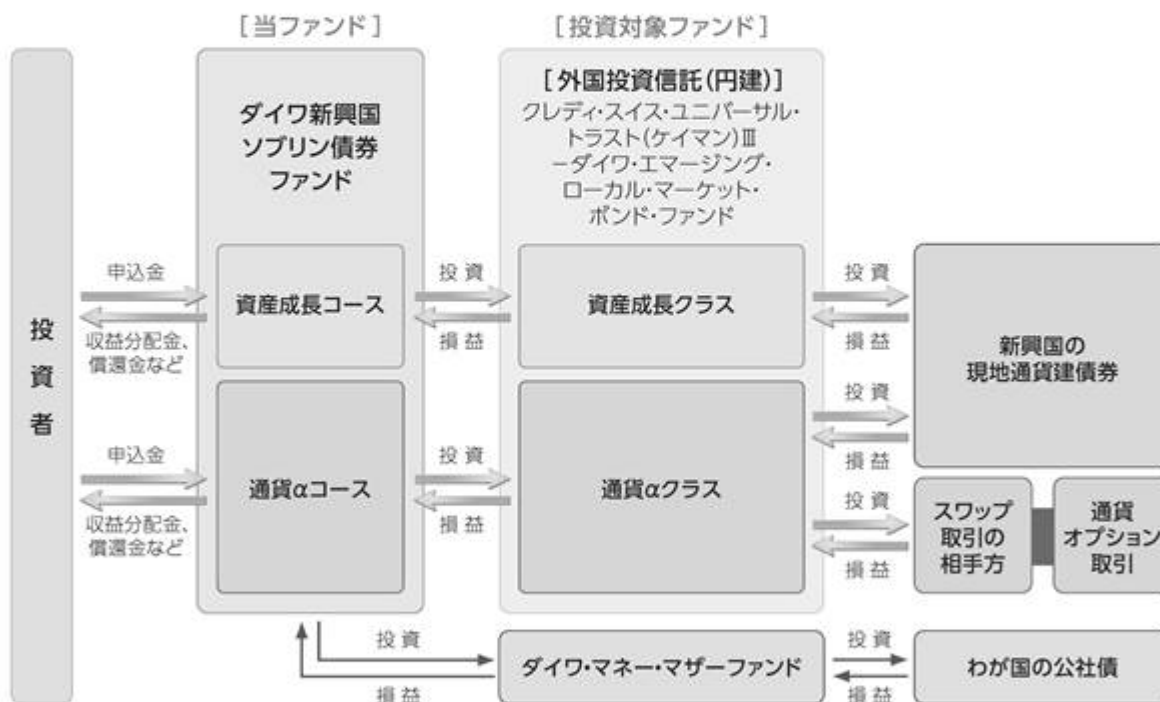 [当ファンド]
[投資対象ファンド]
投資者
ダイワ新興国
ソブリン債券
ファンド
[外国投資信託(円建)]
クレディ・スイス・ユニバーサル・
トラスト(ケイマン)Ⅲ
－ダイワ・エマージング・
ローカル・マーケット・
ボンド・ファンド
申込金
収益分配金、
償還金など
資産成長コース
投資
損益
資産成長クラス
投資
損益
新興国の
現地通貨建債券
申込金
収益分配金、
償還金など
通貨αコース
投資
損益
通貨αクラス
投資
損益
投資
損益
スワップ
取引の
相手方
通貨
オプション
取引
投資
損益
ダイワ・マネー・マザーファンド
投資
損益
わが国の公社債